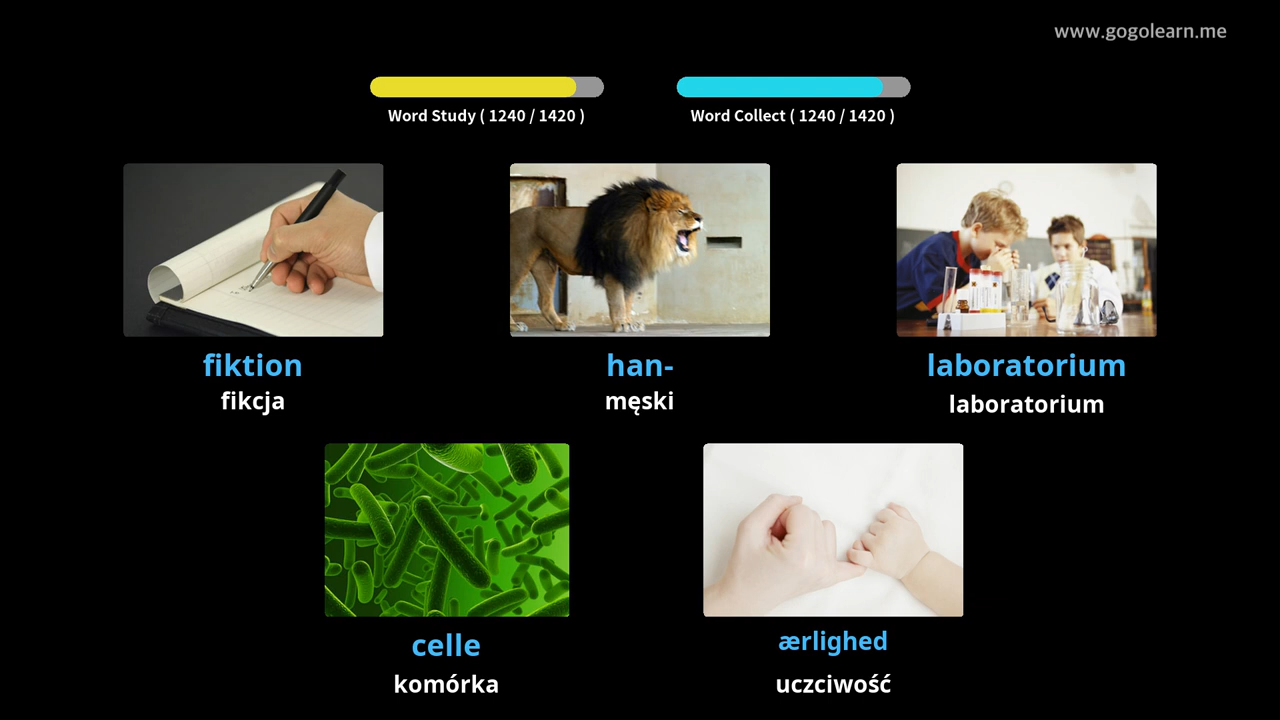 www.gogolearn.me
Word Study ( 1240 / 1420 )
Word Collect ( 1240 / 1420 )
fiktion
fikcja
han-
męski
laboratorium
laboratorium
celle
komórka
ærlighed
uczciwość